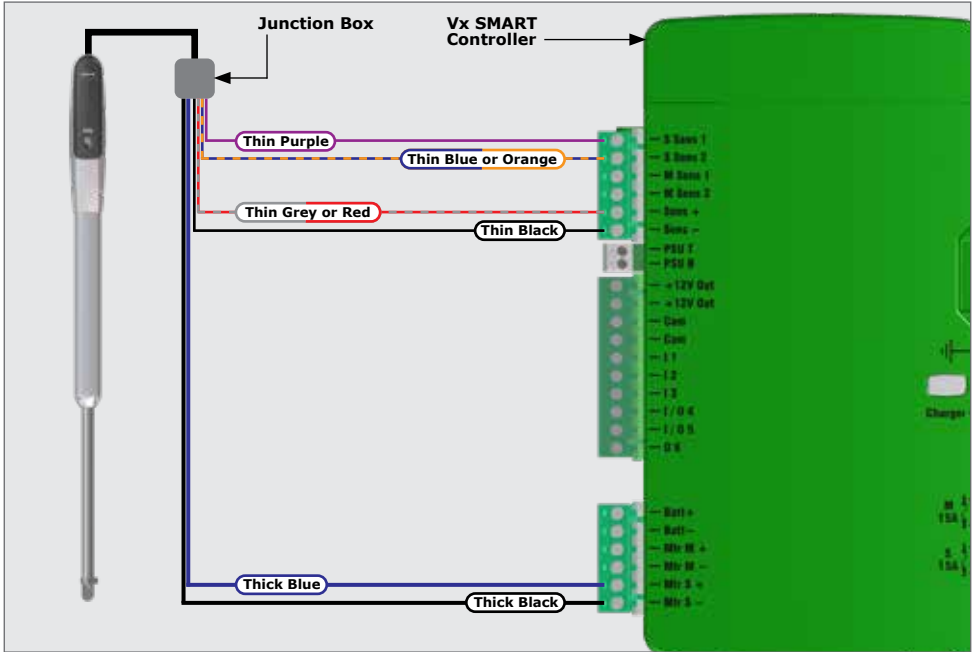 Junction Box
Vx SMART
Controller
Thin Purple
Thin Blue or Orange
Thin Grey or Red
Thin Black
S Sens 1
S Sens 2
M Sens 1
M Sens 2
Sens +
Sens –
PSU T
PSU N
+12V Out
+12V Out
Com
Com
I 1
I 2
I 3
I / O 4
I / O 5
O 6
Charger
Batt+
Batt–
Mtr M +
Mtr M –
Mtr S +
Mtr S –
M
15A
S
15A
Thick Blue
Thick Black